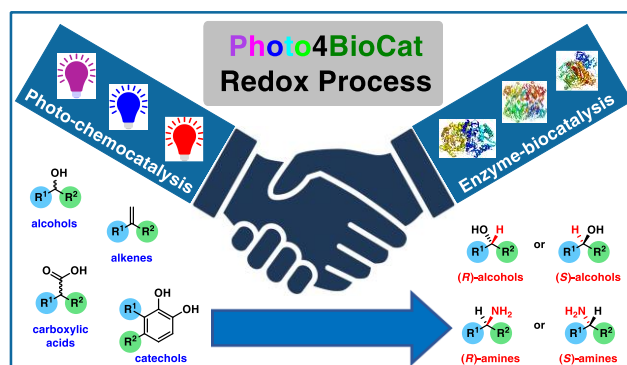 Photo4BioCat
Redox Process
Photo-chemocatalysis
Enzyme-biocatalysis
OH
R¹ R²
alcohols
R¹ R²
alkenes
O OH
R¹ R²
carboxylic
acids
OH
R¹ OH
R²
catechols
HO H
R¹ R²
(R)-alcohols
or
H OH
R¹ R²
(S)-alcohols
H NH₂
R¹ R²
(R)-amines
or
H₂N H
R¹ R²
(S)-amines